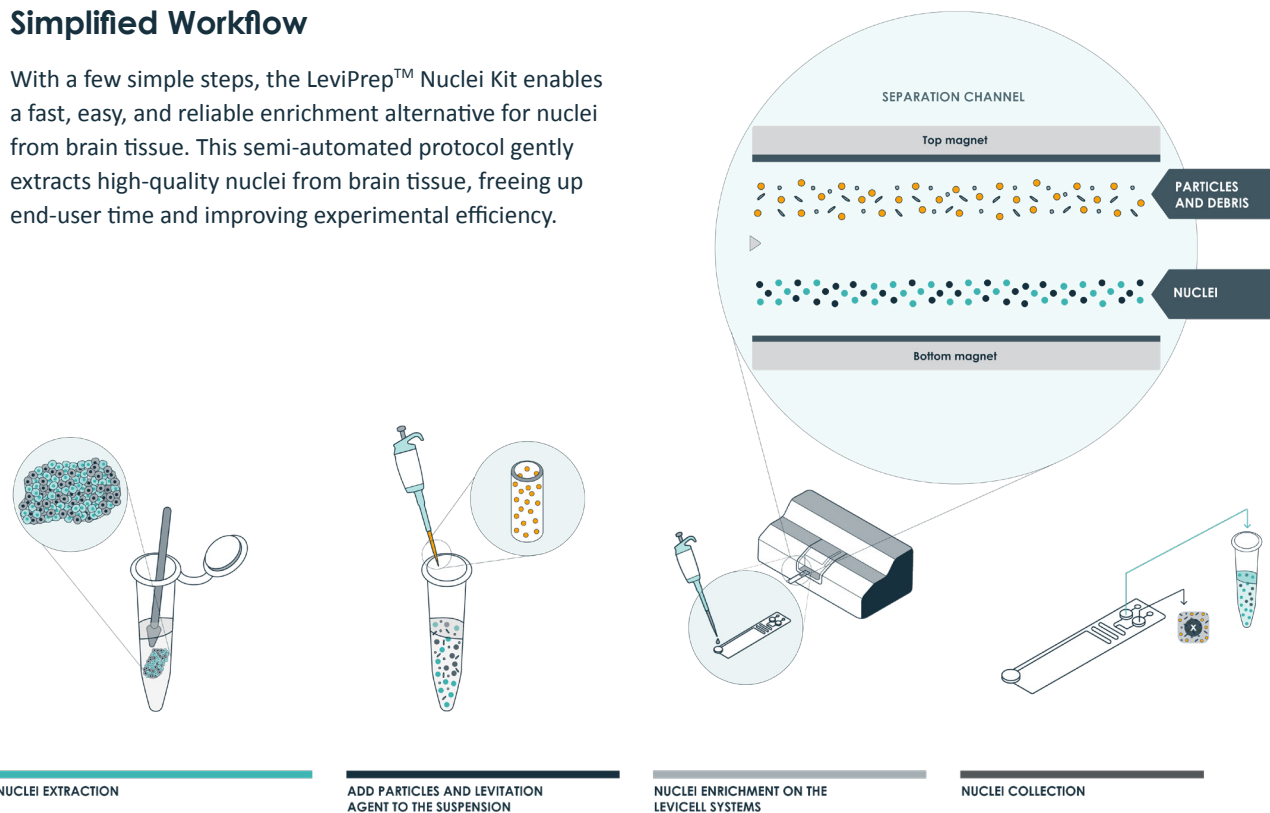 Simplified Workflow
With a few simple steps, the LeviPrep™ Nuclei Kit enables
a fast, easy, and reliable enrichment alternative for nuclei
from brain tissue. This semi-automated protocol gently
extracts high-quality nuclei from brain tissue, freeing up
end-user time and improving experimental efficiency.
SEPARATION CHANNEL
Top magnet
PARTICLES
AND DEBRIS
NUCLEI
Bottom magnet
X
NUCLEI EXTRACTION
ADD PARTICLES AND LEVITATION
AGENT TO THE SUSPENSION
NUCLEI ENRICHMENT ON THE
LEVICELL SYSTEMS
NUCLEI COLLECTION